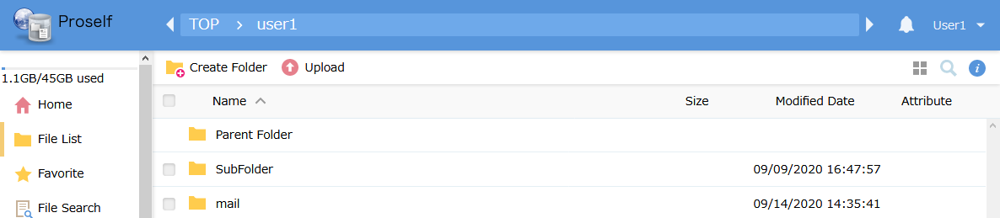 Proself
TOP > user1
User1
1.1GB/45GB used
Home
File List
Favorite
File Search
Create Folder Upload
Name Size Modified Date Attribute
Parent Folder
SubFolder 09/09/2020 16:47:57
mail 09/14/2020 14:35:41